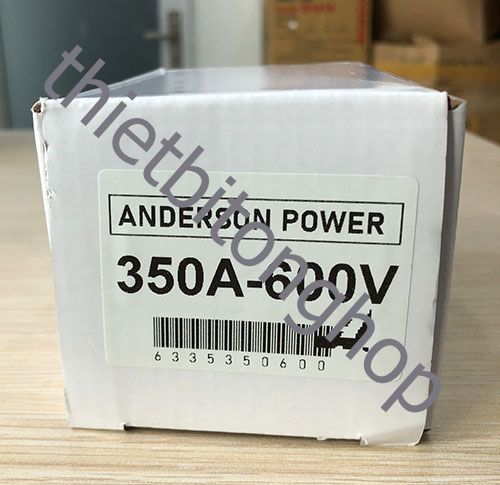 ANDERSON POWER
350A-600V
6335350600
thietbitonghop